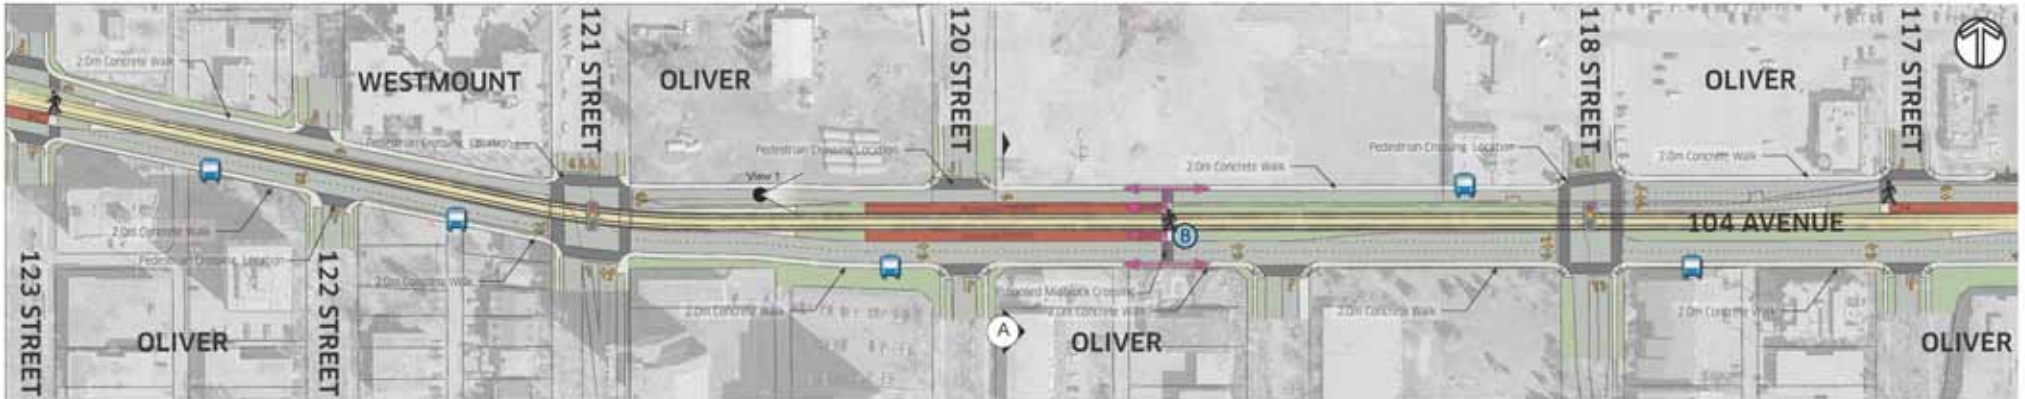 121 STREET
120 STREET
118 STREET
117 STREET
WESTMOUNT
OLIVER
OLIVER
2.0m Concrete Walk
Pedestrian Crossing Location
Pedestrian Crossing Location
Pedestrian Crossing Location
2.0m Concrete Walk
2.0m Concrete Walk
View 1
104 AVENUE
B
2.0m Concrete Walk
Pedestrian Crossing Location
2.0m Concrete Walk
2.0m Concrete Walk
Proposed Midblock Crossing
2.0m Concrete Walk
2.0m Concrete Walk
2.0m Concrete Walk
123 STREET
122 STREET
A
OLIVER
OLIVER
OLIVER